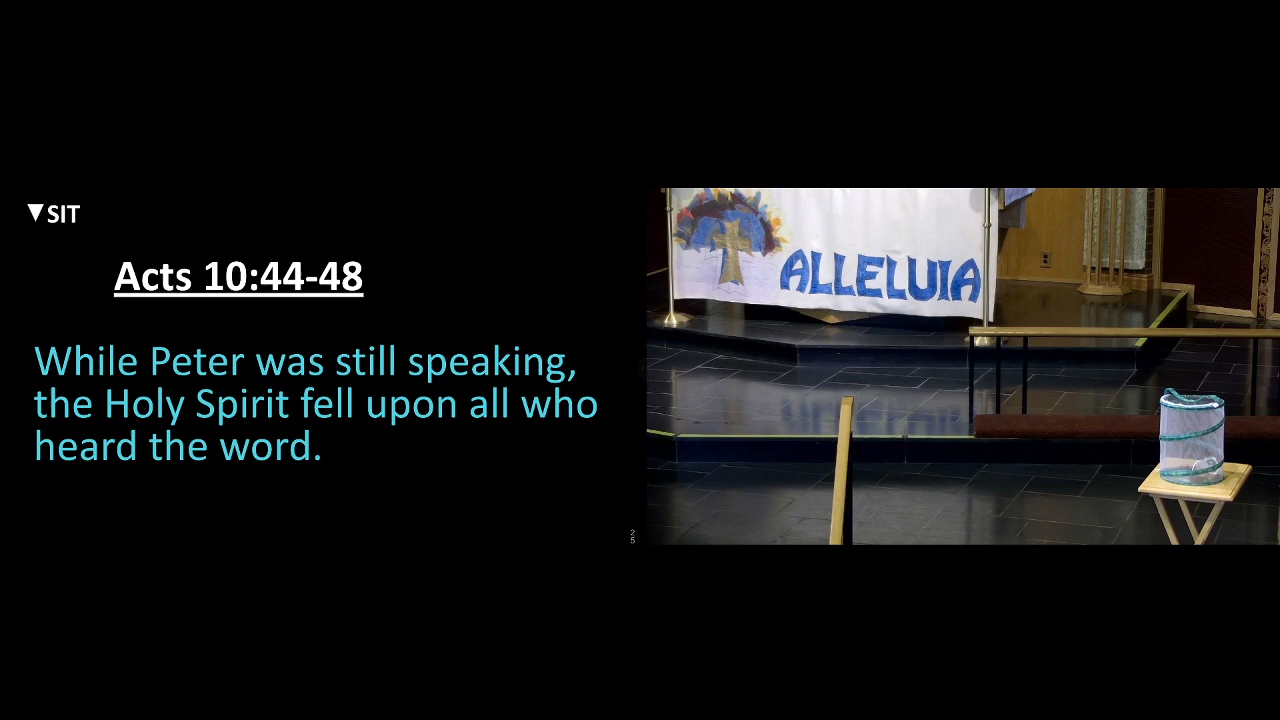 ▼SIT
Acts 10:44-48
While Peter was still speaking,
the Holy Spirit fell upon all who
heard the word.
25
ALLELUIA